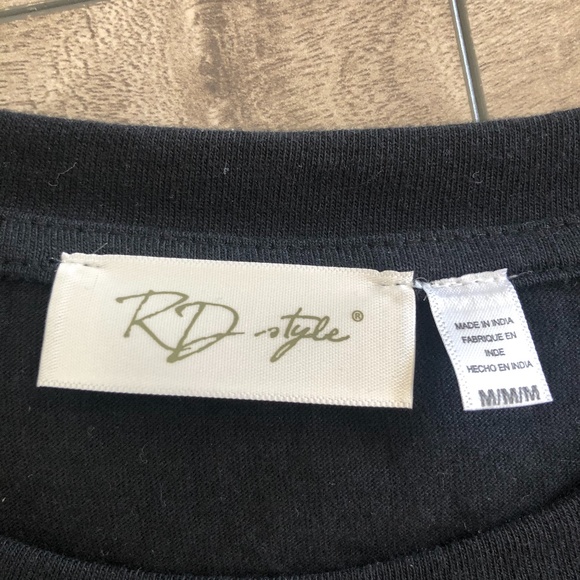 RD style®
MADE IN INDIA
FABRIQUE EN
INDE
HECHO EN INDIA
M/M/M